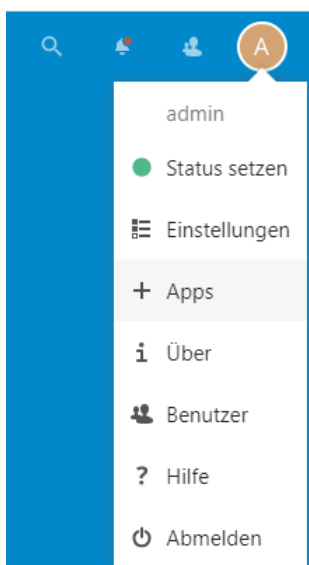 A
admin
Status setzen
Einstellungen
Apps
Über
Benutzer
Hilfe
Abmelden